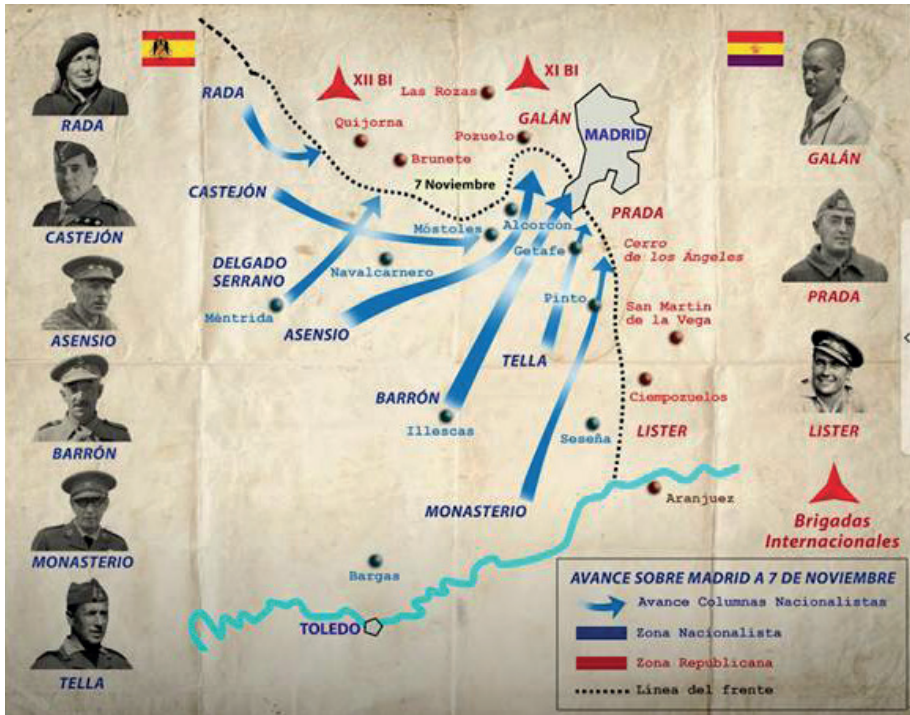 RADA
CASTEJÓN
ASENSIO
BARRÓN
MONASTERIO
TELLA
XII BI
XI BI
Las Rozas
RADA
GALÁN
MADRID
Quijorna
Pozuelo
Brunete
7 Noviembre
CASTEJÓN
PRADA
Móstoles
Alcorcón
Getafe
Cerro
de los Ángeles
DELGADO
SERRANO
Navalcarnero
Méntrida
ASENSIO
Pinto
San Martin
de la Vega
TELLA
BARRÓN
Illescas
Ciempozuelos
Seseña
LISTER
MONASTERIO
Aranjuez
Bargas
TOLEDO
GALÁN
PRADA
LISTER
Brigadas
Internacionales
AVANCE SOBRE MADRID A 7 DE NOVIEMBRE
Avance Columnas Nacionalistas
Zona Nacionalista
Zona Republicana
Línea del frente